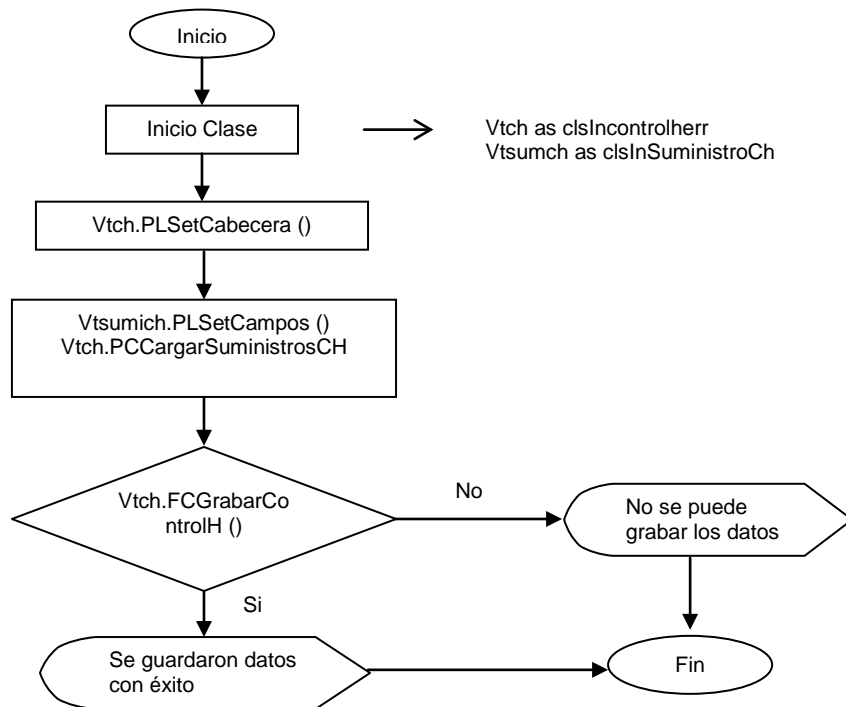 Inicio
Inicio Clase
Vtch as clsIncontrolherr
Vtsumch as clsInSuministroCh
Vtch.PLSetCabecera ()
Vtsumich.PLSetCampos ()
Vtch.PCCargarSuministrosCH
Vtch.FCGrabarCo
ntrolH ()
No
No se puede
grabar los datos
Si
Se guardaron datos
con éxito
Fin